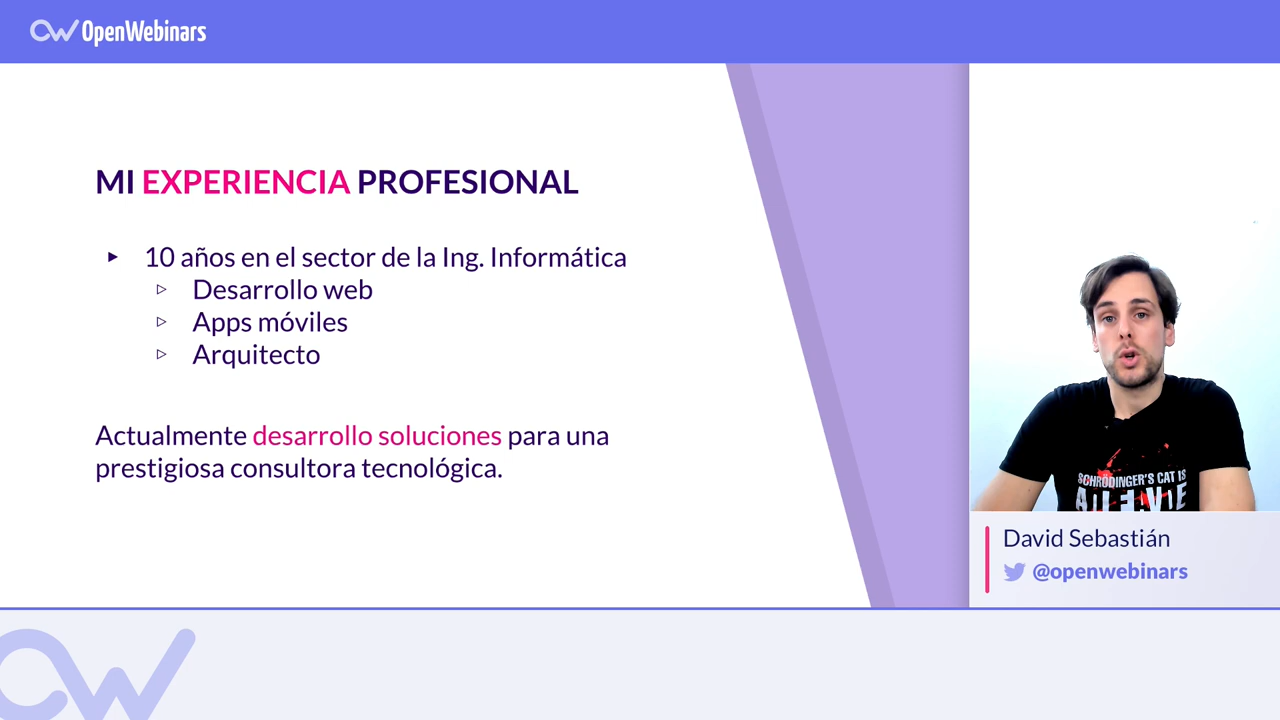 OpenWebinars
MI EXPERIENCIA PROFESIONAL
▸ 10 años en el sector de la Ing. Informática
▹ Desarrollo web
▹ Apps móviles
▹ Arquitecto
Actualmente desarrollo soluciones para una
prestigiosa consultora tecnológica.
SCHRÖDINGER'S CAT IS
David Sebastián
@openwebinars